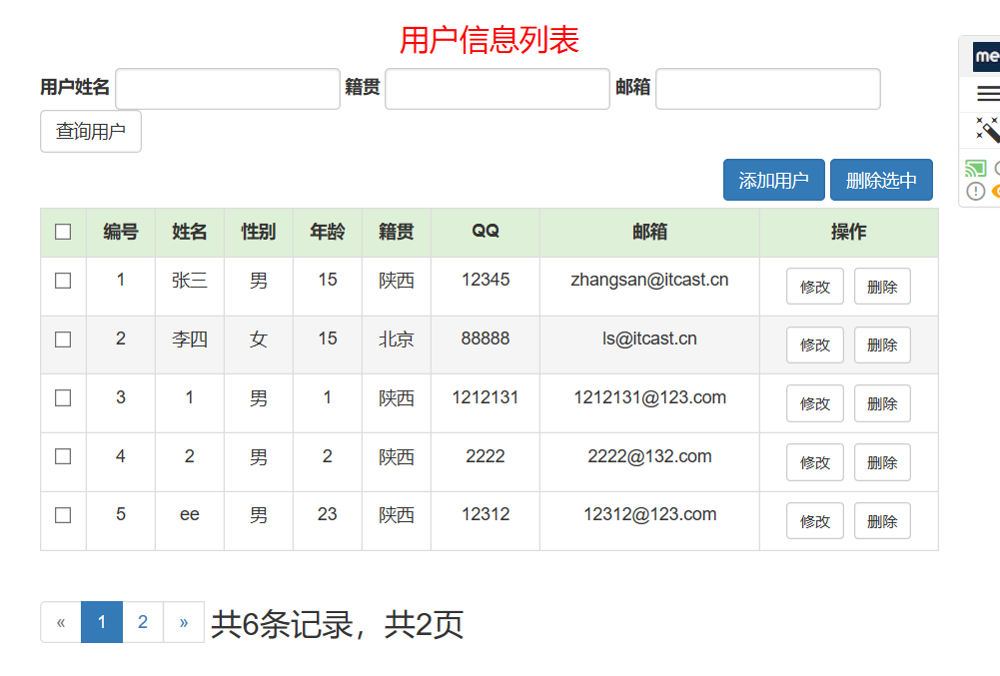 用户信息列表
用户姓名 籍贯 邮箱
查询用户
添加用户 删除选中
编号 姓名 性别 年龄 籍贯 QQ 邮箱 操作
1 张三 男 15 陕西 12345 zhangsan@itcast.cn 修改 删除
2 李四 女 15 北京 88888 ls@itcast.cn 修改 删除
3 1 男 1 陕西 1212131 1212131@123.com 修改 删除
4 2 男 2 陕西 2222 2222@132.com 修改 删除
5 ee 男 23 陕西 12312 12312@123.com 修改 删除
« 1 2 » 共6条记录，共2页
me